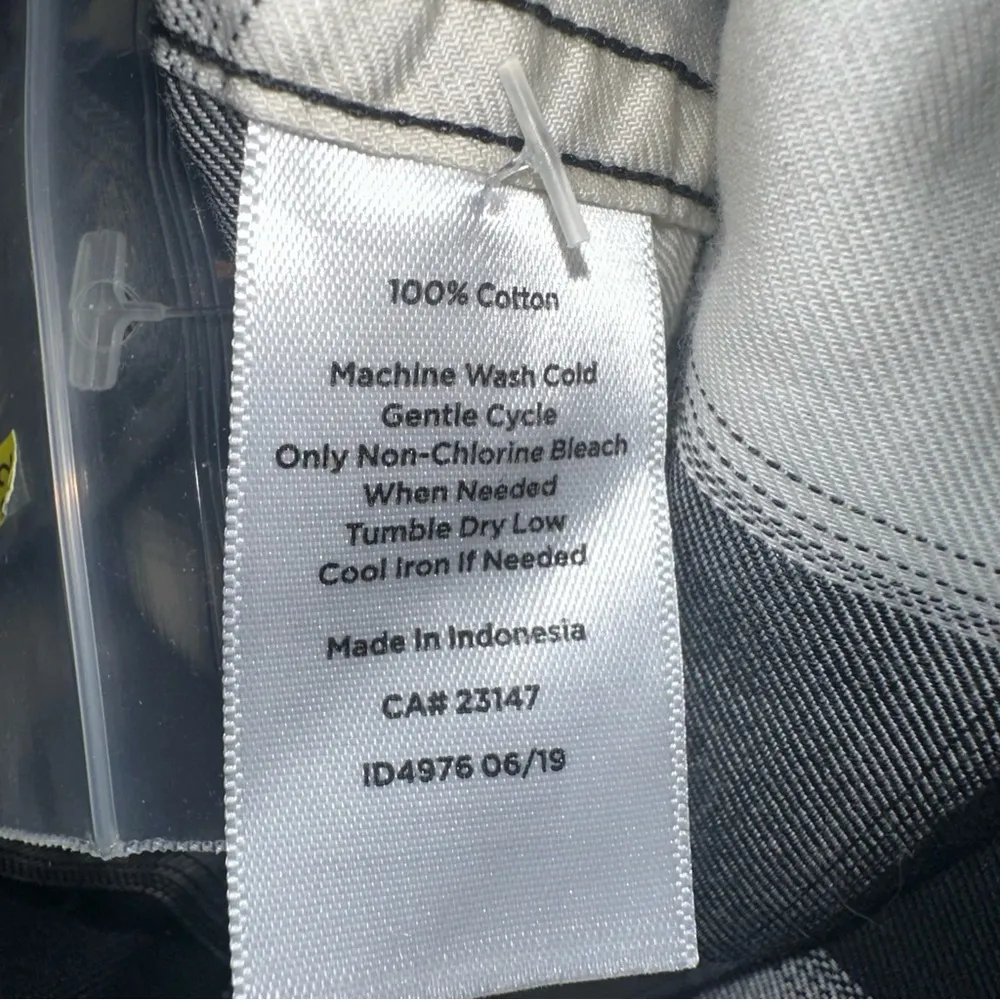 100% Cotton
Machine Wash Cold
Gentle Cycle
Only Non-Chlorine Bleach
When Needed
Tumble Dry Low
Cool Iron If Needed
Made In Indonesia
CA# 23147
ID4976 06/19